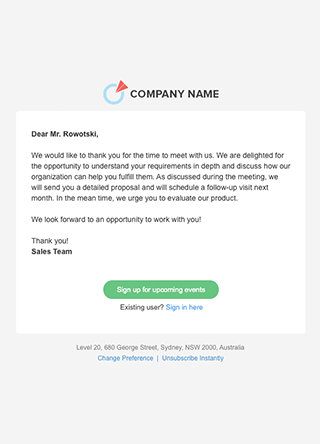 COMPANY NAME
Dear Mr. Rowotski,
We would like to thank you for the time to meet with us. We are delighted for
the opportunity to understand your requirements in depth and discuss how our
organization can help you fulfill them. As discussed during the meeting, we
will send you a detailed proposal and will schedule a follow-up visit next
month. In the mean time, we urge you to evaluate our product.
We look forward to an opportunity to work with you!
Thank you!
Sales Team
Sign up for upcoming events
Existing user? Sign in here
Level 20, 680 George Street, Sydney, NSW 2000, Australia
Change Preference | Unsubscribe Instantly